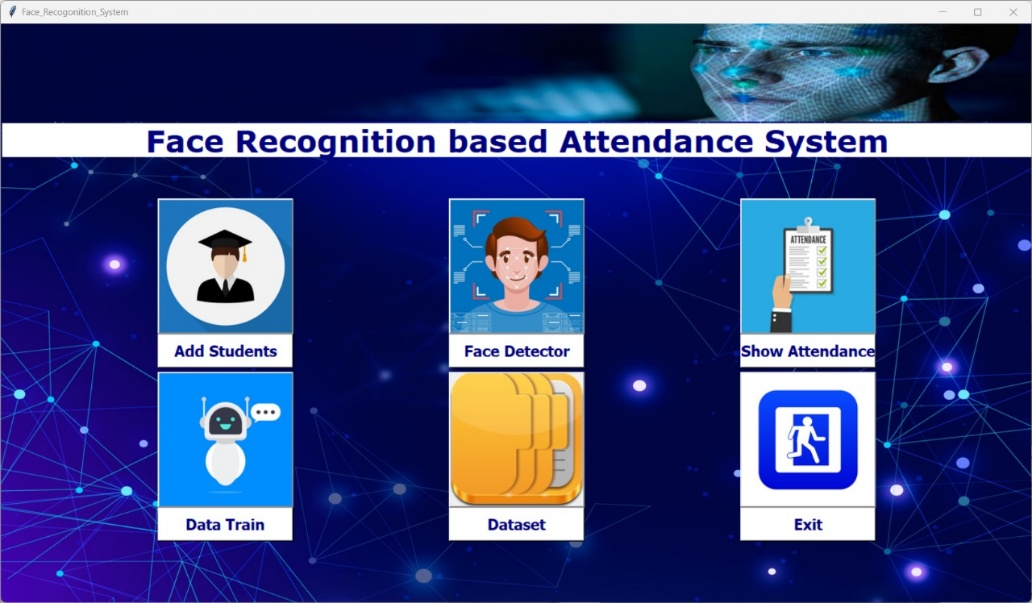 Face_Recogonition_System
Face Recognition based Attendance System
ATTENDANCE
Add Students
Face Detector
Show Attendance
Data Train
Dataset
Exit